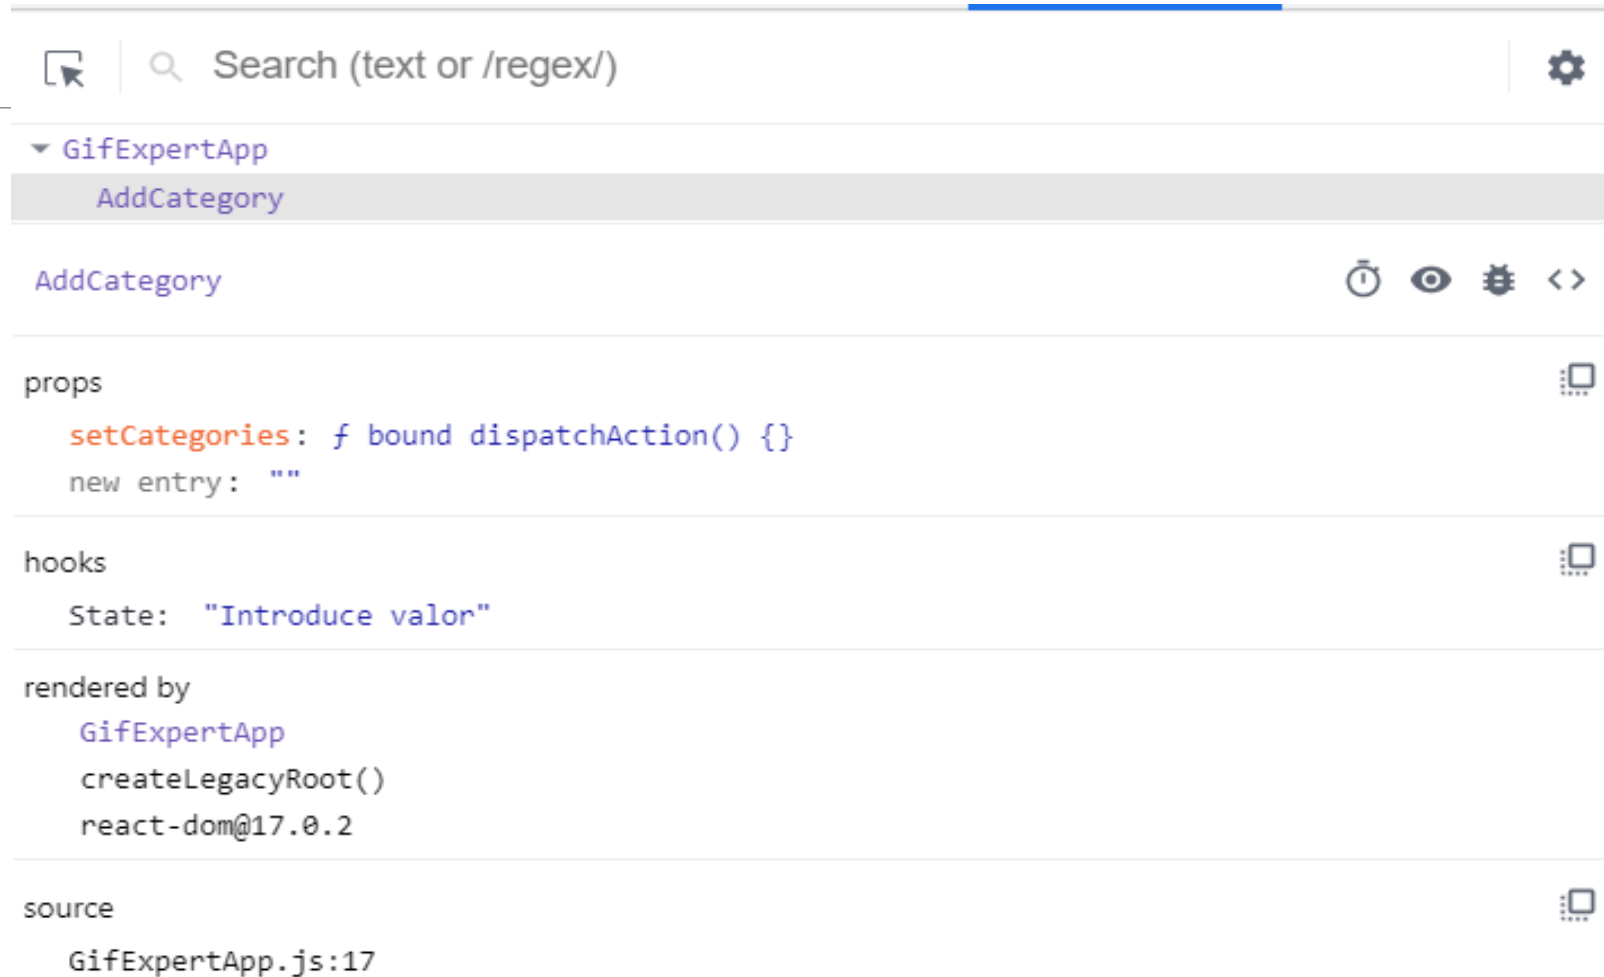 Search (text or /regex/)
GifExpertApp
AddCategory
AddCategory
props
setCategories: ƒ bound dispatchAction() {}
new entry: ""
hooks
State: "Introduce valor"
rendered by
GifExpertApp
createLegacyRoot()
react-dom@17.0.2
source
GifExpertApp.js:17